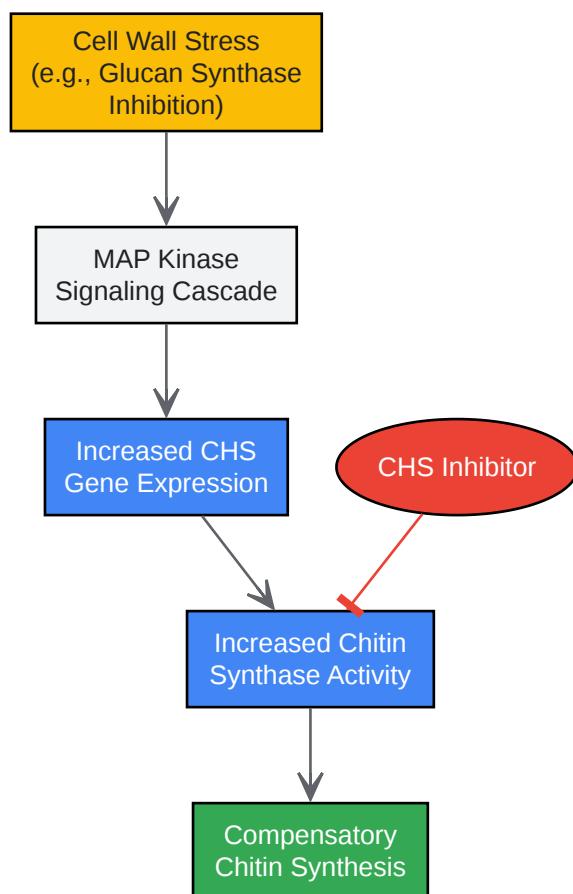 Cell Wall Stress
(e.g., Glucan Synthase
Inhibition)
MAP Kinase
Signaling Cascade
Increased CHS
Gene Expression
CHS Inhibitor
Increased Chitin
Synthase Activity
Compensatory
Chitin Synthesis